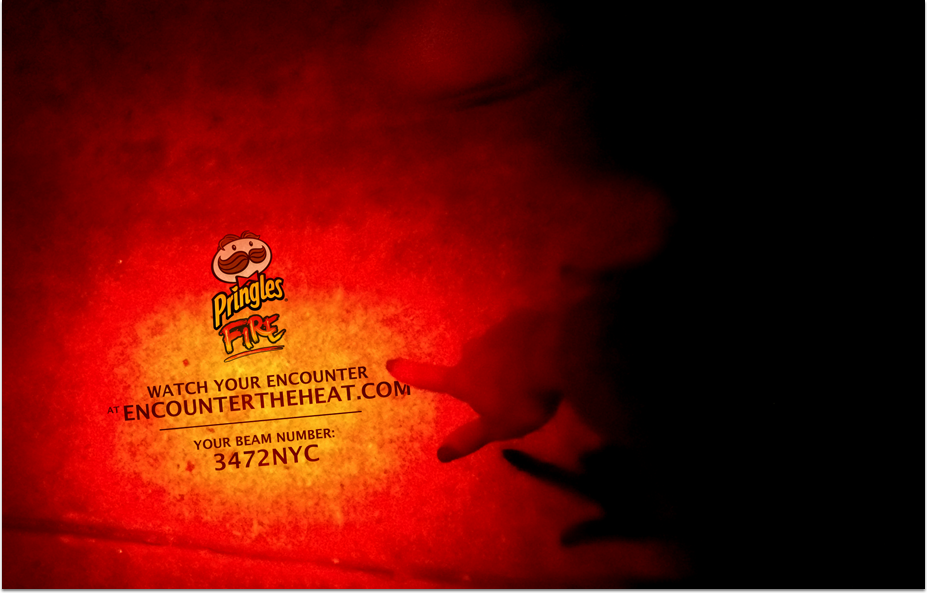 Pringles
FIRE
WATCH YOUR ENCOUNTER
AT ENCOUNTERTHEHEAT.COM
YOUR BEAM NUMBER:
3472NYC